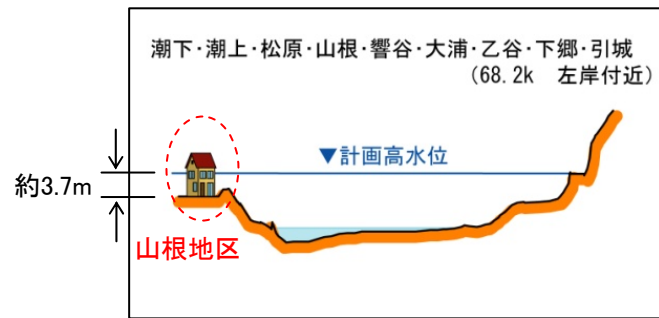 潮下・潮上・松原・山根・響谷・大浦・乙谷・下郷・引城
(68.2k 左岸付近)
▼計画高水位
約3.7m
山根地区